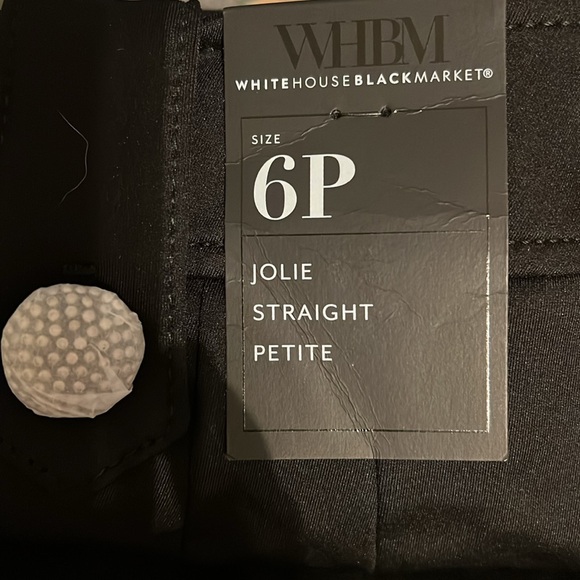 WHBM
WHITEHOUSEBLACKMARKET®
SIZE
6P
JOLIE
STRAIGHT
PETITE